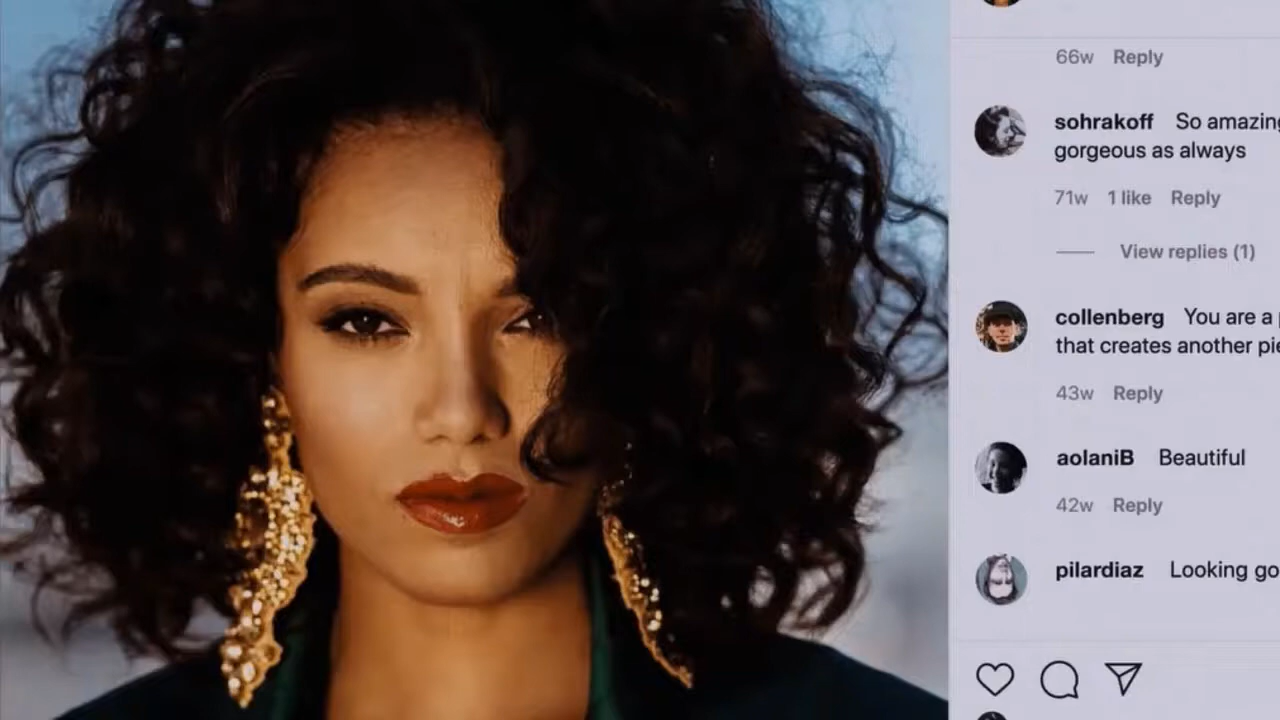 66w Reply
sohrakoff So amazing
gorgeous as always
71w 1 like Reply
View replies (1)
collenberg You are a
that creates another
43w Reply
aolaniB Beautiful
42w Reply
pilardiaz Looking